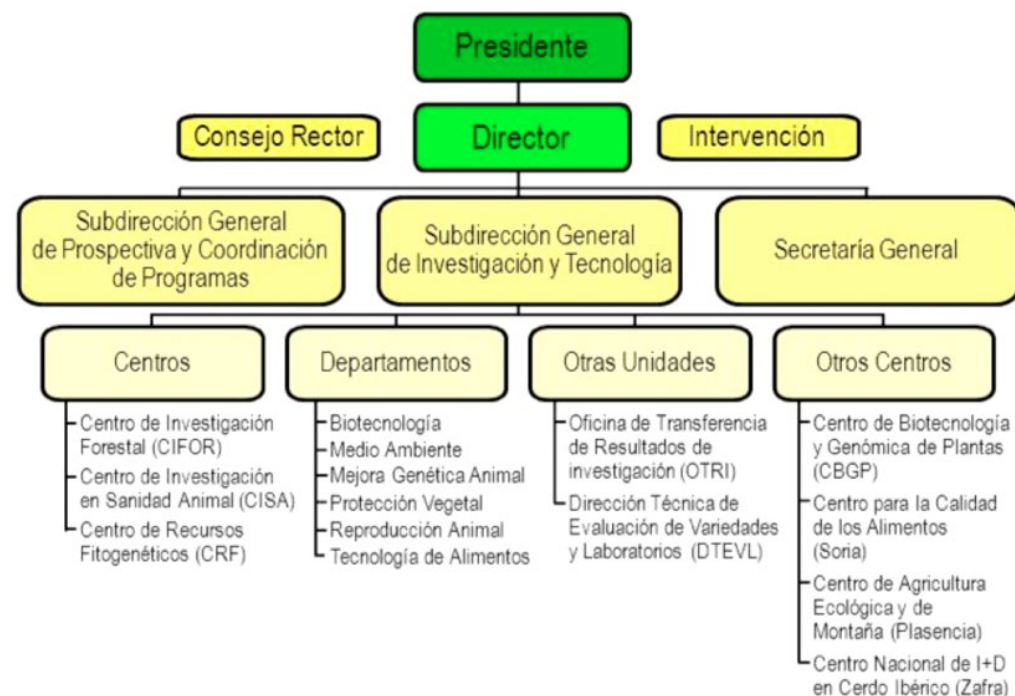 Presidente
Consejo Rector
Director
Intervención
Subdirección General
de Prospectiva y Coordinación
de Programas
Subdirección General
de Investigación y Tecnología
Secretaría General
Centros
Centro de Investigación
Forestal (CIFOR)
Centro de Investigación
en Sanidad Animal (CISA)
Centro de Recursos
Fitogenéticos (CRF)
Departamentos
Biotecnología
Medio Ambiente
Mejora Genética Animal
Protección Vegetal
Reproducción Animal
Tecnología de Alimentos
Otras Unidades
Oficina de Transferencia
de Resultados de
investigación (OTRI)
Dirección Técnica de
Evaluación de Variedades
y Laboratorios (DTEVL)
Otros Centros
Centro de Biotecnología
y Genómica de Plantas
(CBGP)
Centro para la Calidad
de los Alimentos
(Soria)
Centro de Agricultura
Ecológica y de
Montaña (Plasencia)
Centro Nacional de I+D
en Cerdo Ibérico (Zafra)